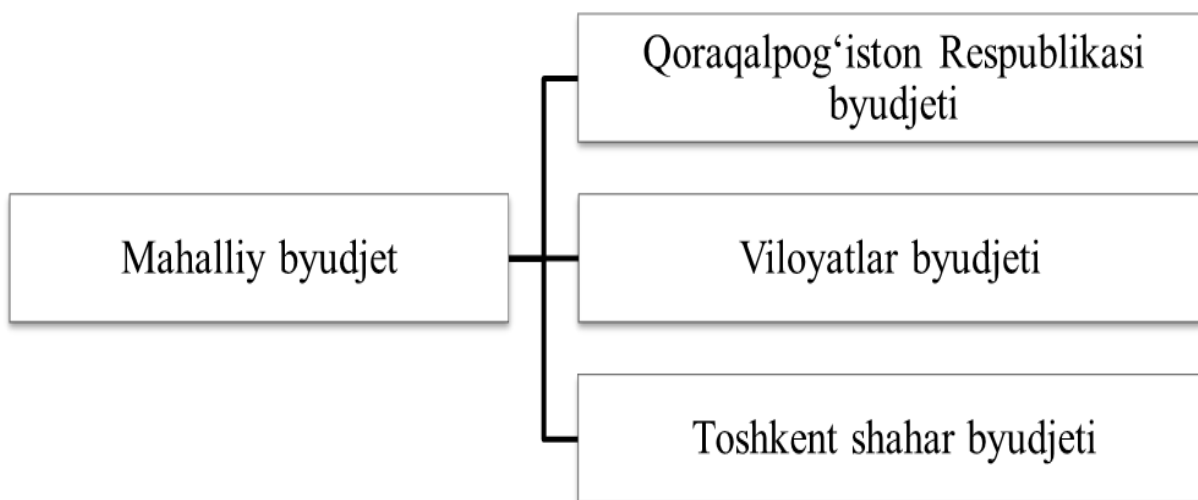 Qoraqalpog‘iston Respublikasi
byudjeti
Mahalliy byudjet
Viloyatlar byudjeti
Toshkent shahar byudjeti